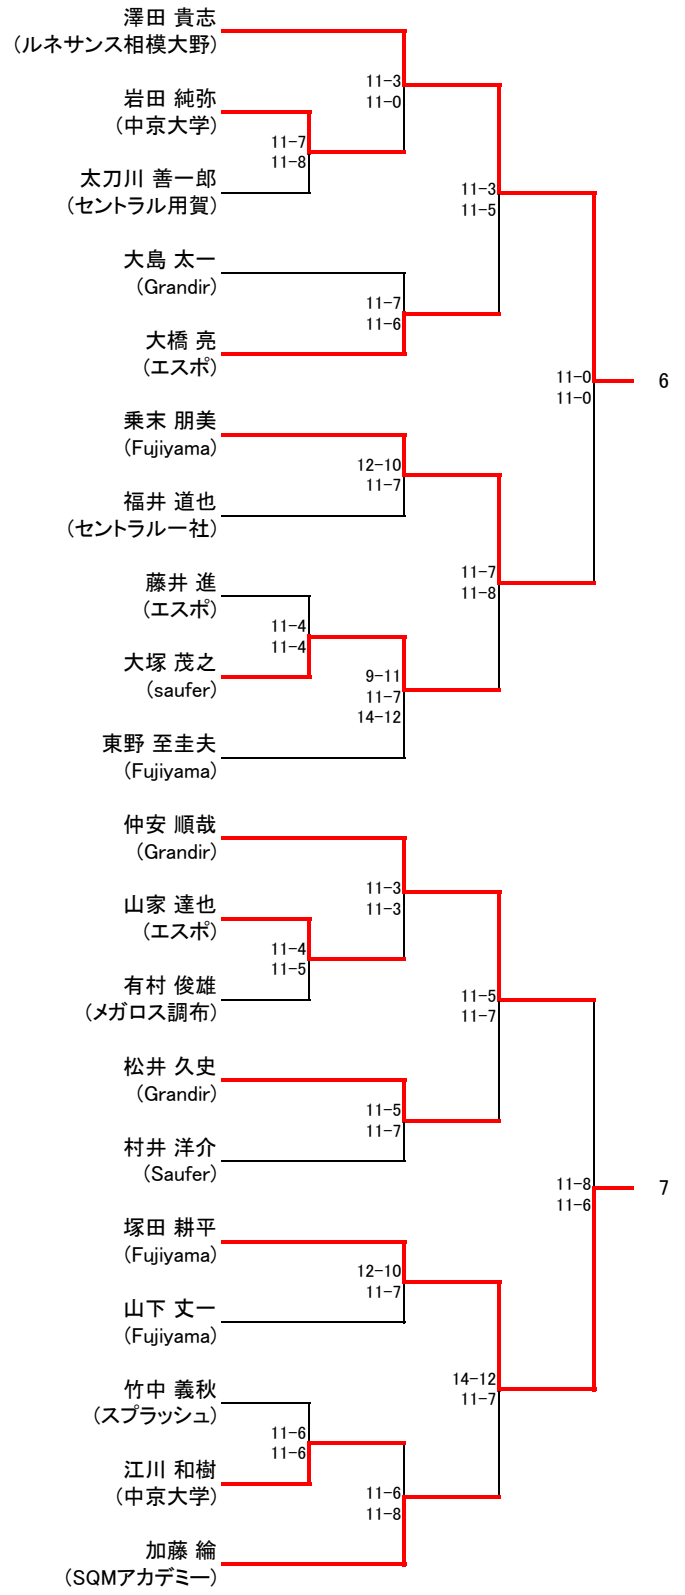 澤田 貴志
(ルネサンス相模大野)
11-3
11-0
岩田 純弥
(中京大学)
11-7
11-8
太刀川 善一郎
(セントラル用賀)
11-3
11-5
大島 太一
(Grandir)
11-7
11-6
大橋 亮
(エスポ)
11-0
11-0
6
乗末 朋美
(Fujiyama)
12-10
11-7
福井 道也
(セントラル一社)
11-7
11-8
藤井 進
(エスポ)
11-4
11-4
大塚 茂之
(saufer)
9-11
11-7
14-12
東野 至圭夫
(Fujiyama)
仲安 順哉
(Grandir)
11-3
11-3
山家 達也
(エスポ)
11-4
11-5
有村 俊雄
(メガロス調布)
11-5
11-7
松井 久史
(Grandir)
11-5
11-7
村井 洋介
(Saufer)
11-8
11-6
7
塚田 耕平
(Fujiyama)
12-10
11-7
山下 丈一
(Fujiyama)
14-12
11-7
竹中 義秋
(スプラッシュ)
11-6
11-6
江川 和樹
(中京大学)
11-6
11-8
加藤 綸
(SQMアカデミー)